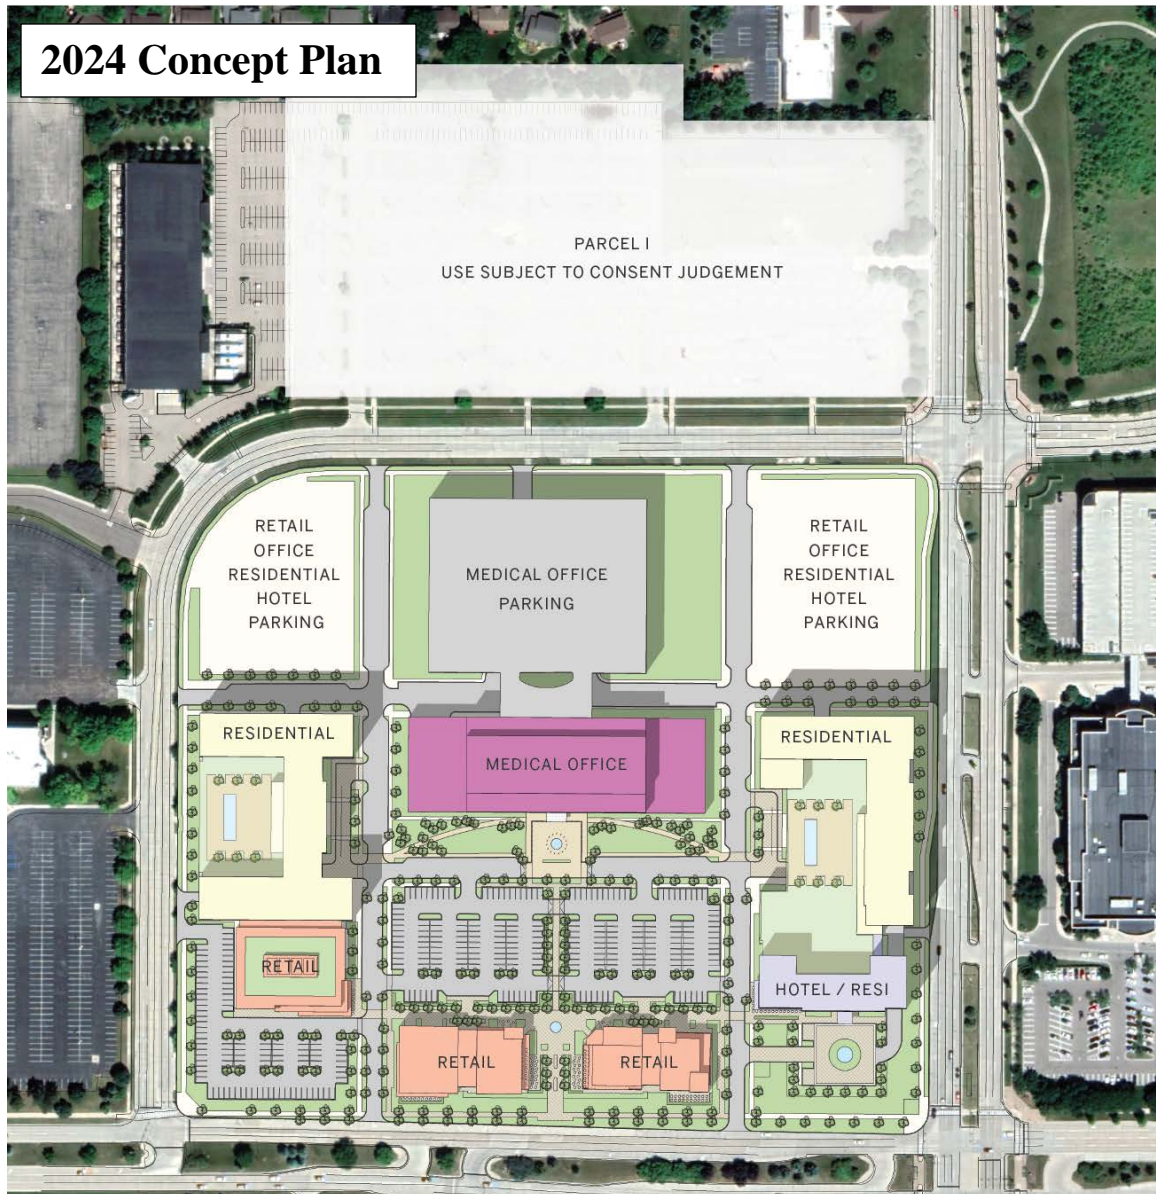 2024 Concept Plan
PARCEL I
USE SUBJECT TO CONSENT JUDGEMENT
RETAIL
OFFICE
RESIDENTIAL
HOTEL
PARKING
MEDICAL OFFICE
PARKING
RETAIL
OFFICE
RESIDENTIAL
HOTEL
PARKING
RESIDENTIAL
MEDICAL OFFICE
RESIDENTIAL
RETAIL
HOTEL / RESI
RETAIL
RETAIL